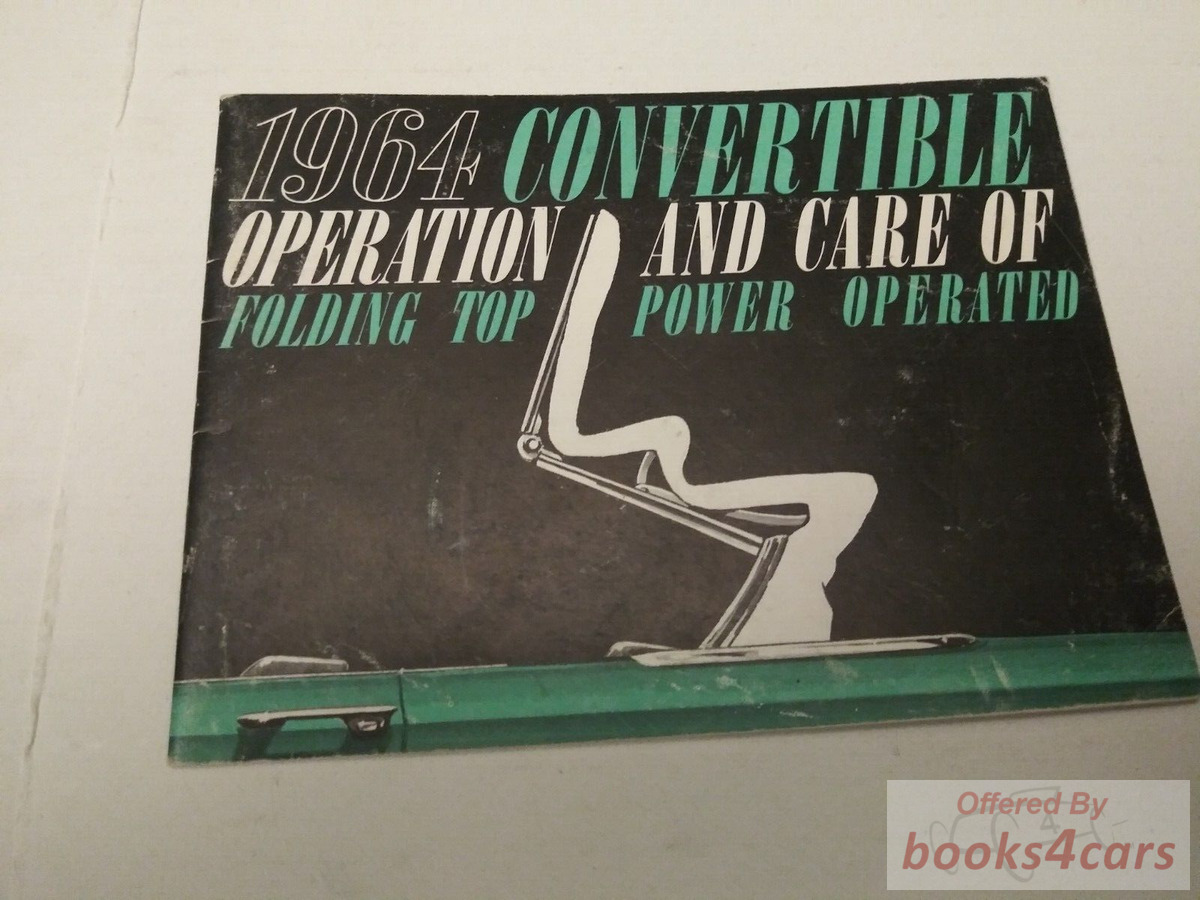 1964 CONVERTIBLE
OPERATION AND CARE OF
FOLDING TOP POWER OPERATED
Offered By
books4cars